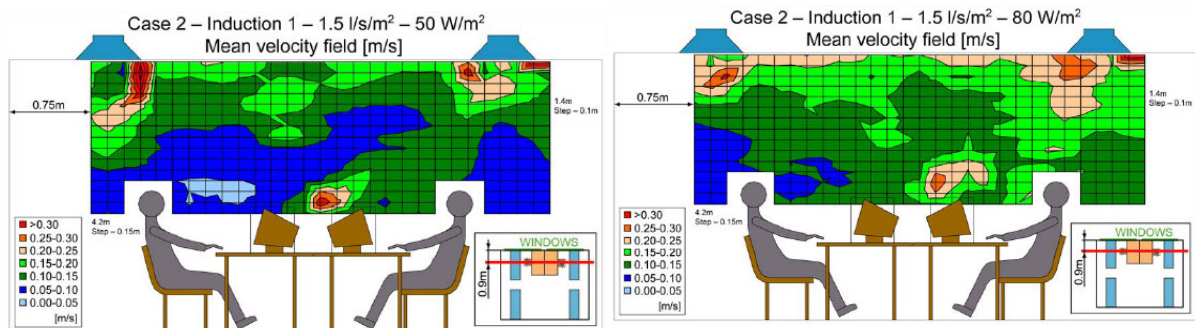 Case 2 – Induction 1 – 1.5 l/s/m² – 50 W/m²
Mean velocity field [m/s]
0.75m
1.4m
Step – 0.1m
4.2m
Step – 0.15m
>0.30
0.25-0.30
0.20-0.25
0.15-0.20
0.10-0.15
0.05-0.10
0.00-0.05
[m/s]
WINDOWS
0.9m
Case 2 – Induction 1 – 1.5 l/s/m² – 80 W/m²
Mean velocity field [m/s]
0.75m
1.4m
Step – 0.1m
4.2m
Step – 0.15m
>0.30
0.25-0.30
0.20-0.25
0.15-0.20
0.10-0.15
0.05-0.10
0.00-0.05
[m/s]
WINDOWS
0.9m